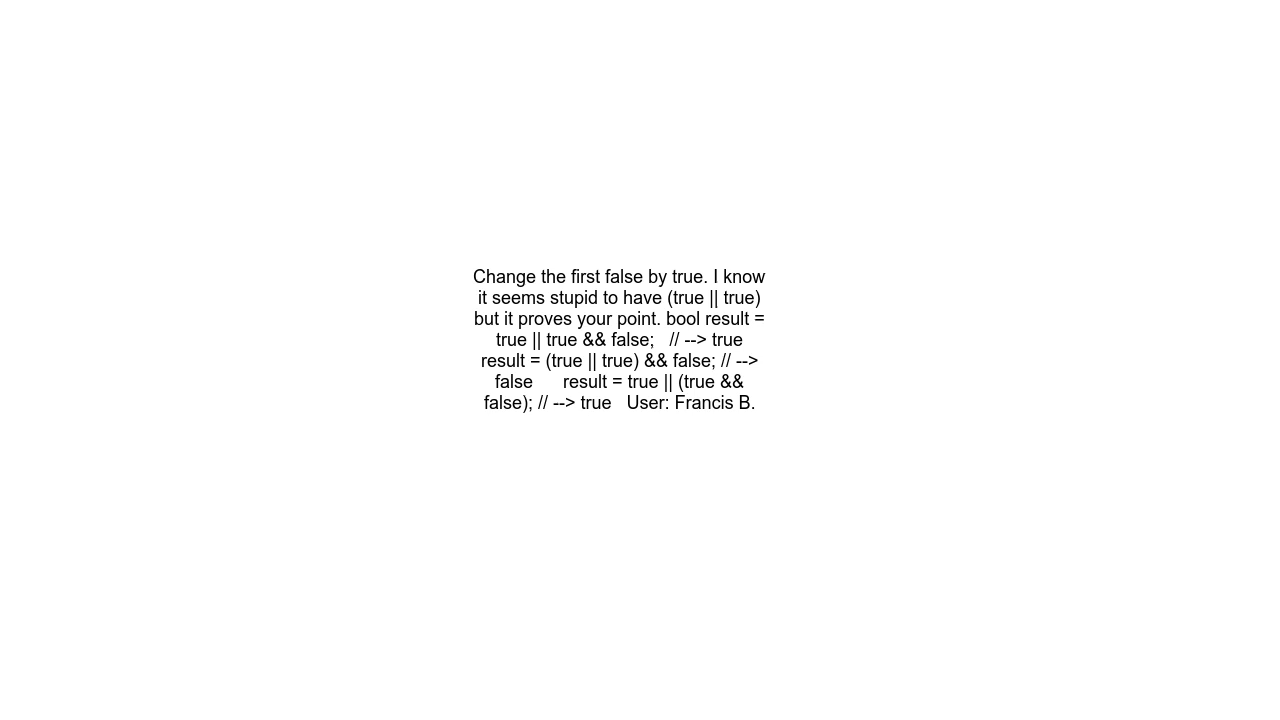 Change the first false by true. I know
it seems stupid to have (true || true)
but it proves your point. bool result =
true || true && false;   // --> true
result = (true || true) && false; // -->
false      result = true || (true &&
false); // --> true   User: Francis B.